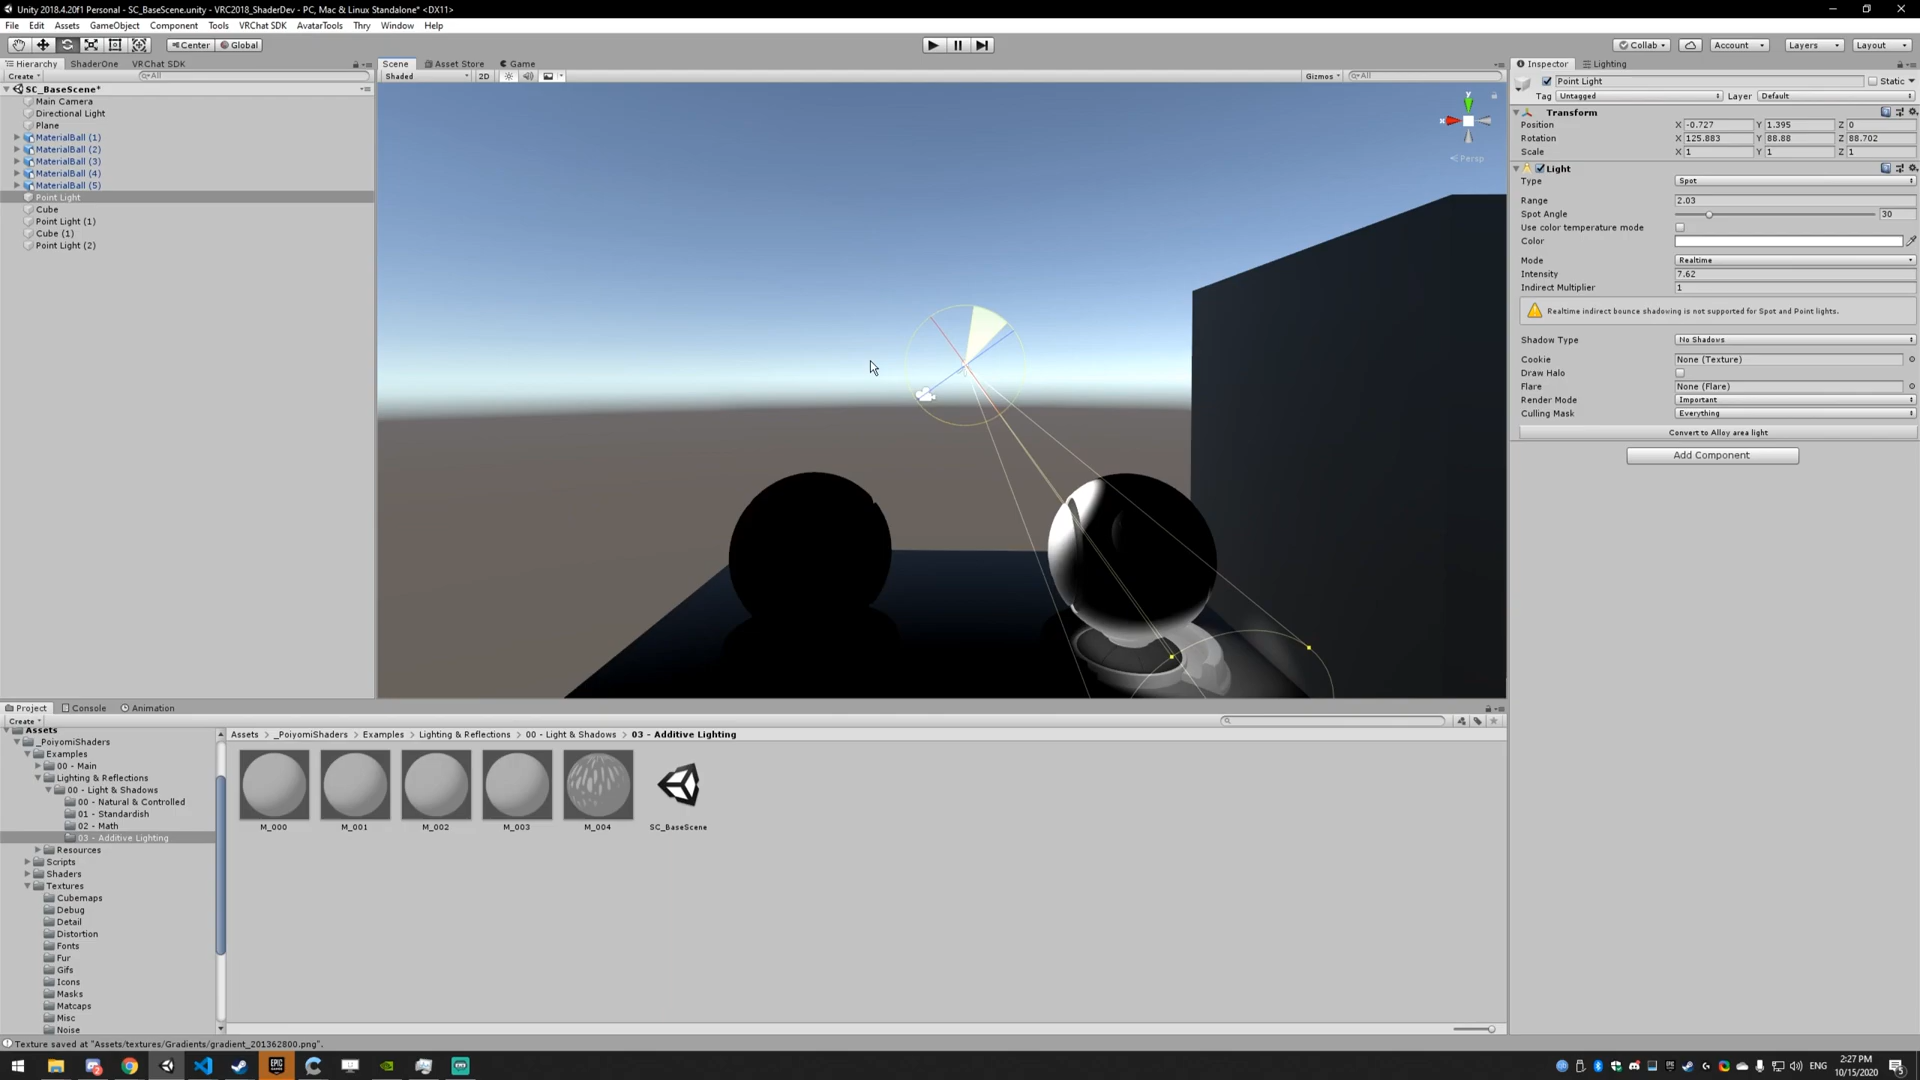 Unity 2018.4.20f1 Personal - SC_BaseScene.unity - VRC2018_ShaderDev - PC, Mac & Linux Standalone* <DX11>
File Edit Assets GameObject Component Tools VRChat SDK AvatarTools Thry Window Help
Center Global Collab Account Layers Layout
Hierarchy ShaderOne VRChat SDK
Create All
SC_BaseScene*
Main Camera
Directional Light
Plane
MaterialBall (1)
MaterialBall (2)
MaterialBall (3)
MaterialBall (4)
MaterialBall (5)
Point Light
Cube
Point Light (1)
Cube (1)
Point Light (2)
Scene Asset Store Game
Shaded 2D Gizmos All
y
x
Persp
Inspector Lighting
Point Light Static
Tag Untagged Layer Default
Transform
Position X -0.727 Y 1.395 Z 0
Rotation X 125.883 Y 88.88 Z 88.702
Scale X 1 Y 1 Z 1
Light
Type Spot
Range 2.03
Spot Angle 30
Use color temperature mode
Color
Mode Realtime
Intensity 7.62
Indirect Multiplier 1
Realtime indirect bounce shadowing is not supported for Spot and Point lights.
Shadow Type No Shadows
Cookie None (Texture)
Draw Halo
Flare None (Flare)
Render Mode Important
Culling Mask Everything
Convert to Alloy area light
Add Component
Project Console Animation
Create
Assets
_PoiyomiShaders
Examples
00 - Main
Lighting & Reflections
00 - Light & Shadows
00 - Natural & Controlled
01 - Standardish
02 - Math
03 - Additive Lighting
Resources
Scripts
Shaders
Textures
Cubemaps
Debug
Detail
Distortion
Fonts
Fur
Gifs
Icons
Masks
Matcaps
Misc
Noise
Assets > _PoiyomiShaders > Examples > Lighting & Reflections > 00 - Light & Shadows > 03 - Additive Lighting
M_000 M_001 M_002 M_003 M_004 SC_BaseScene
Texture saved at "Assets/textures/Gradients/gradient_201362800.png".
EPIC GAMES
ENG
2:27 PM
10/15/2020
5